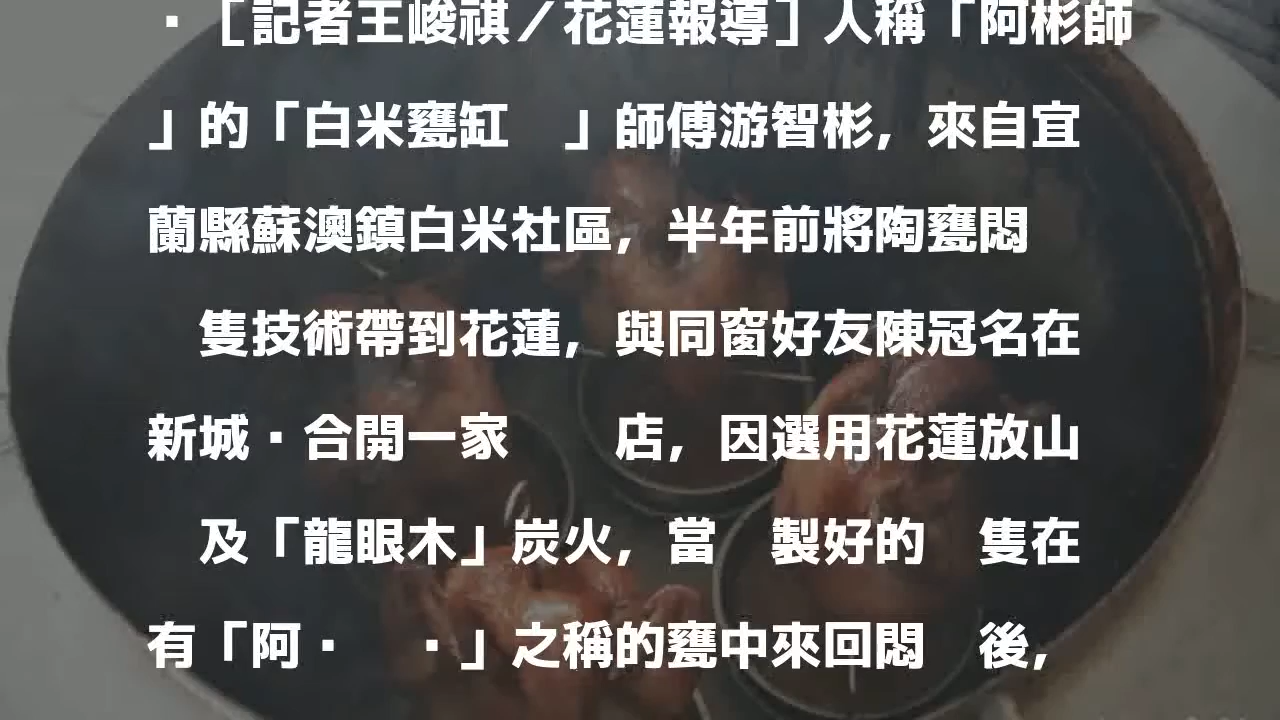 ·［記者王峻祺／花蓮報導］人稱「阿彬師
」的「白米甕缸　」師傅游智彬，來自宜
蘭縣蘇澳鎮白米社區，半年前將陶甕悶
　隻技術帶到花蓮，與同窗好友陳冠名在
新城·合開一家　　店，因選用花蓮放山
　及「龍眼木」炭火，當　製好的　隻在
有「阿·　·」之稱的甕中來回悶　後，